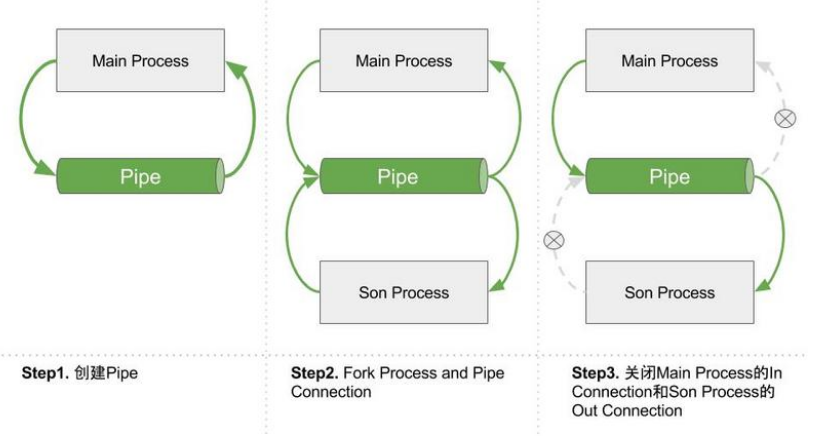 Main Process
Main Process
Main Process
Pipe
Pipe
Pipe
Son Process
Son Process
Step1. 创建Pipe
Step2. Fork Process and Pipe
Connection
Step3. 关闭Main Process的In
Connection和Son Process的
Out Connection